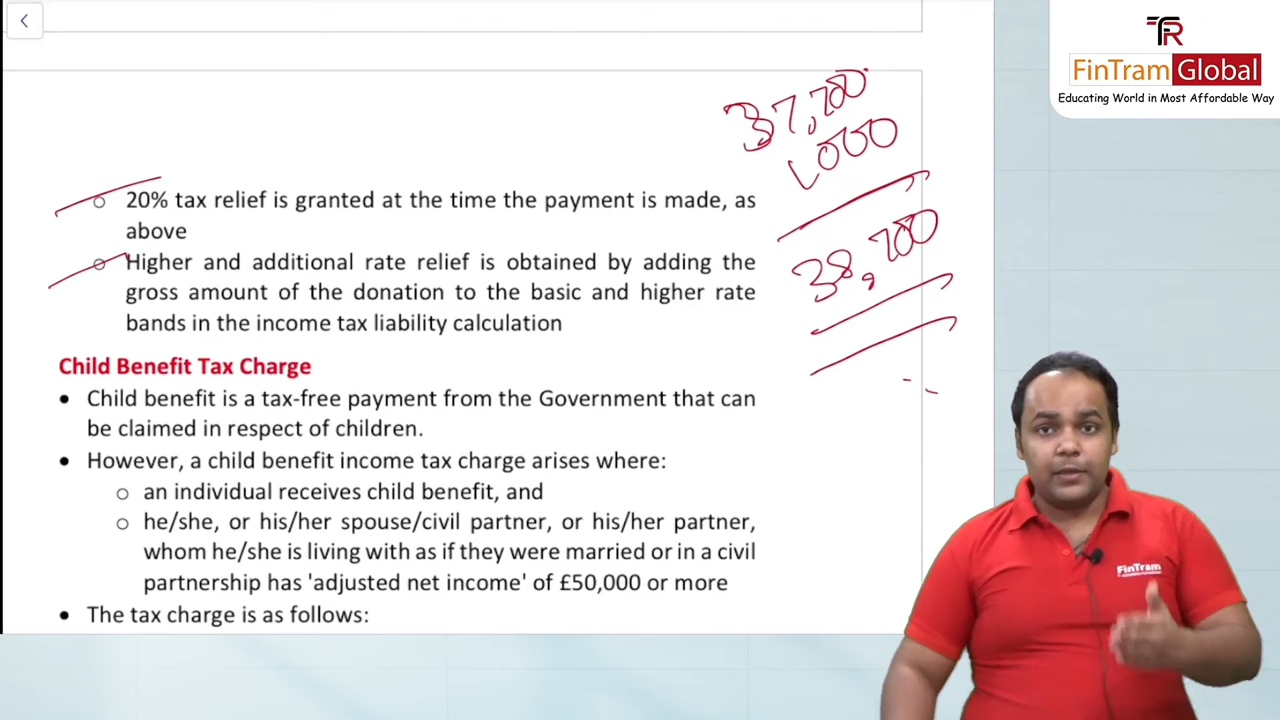 TR
FinTram Global
Educating World in Most Affordable Way
37,700
1000
38,700
20% tax relief is granted at the time the payment is made, as
above
Higher and additional rate relief is obtained by adding the
gross amount of the donation to the basic and higher rate
bands in the income tax liability calculation
Child Benefit Tax Charge
• Child benefit is a tax-free payment from the Government that can
be claimed in respect of children.
• However, a child benefit income tax charge arises where:
o an individual receives child benefit, and
o he/she, or his/her spouse/civil partner, or his/her partner,
whom he/she is living with as if they were married or in a civil
partnership has 'adjusted net income' of £50,000 or more
• The tax charge is as follows:
FinTram